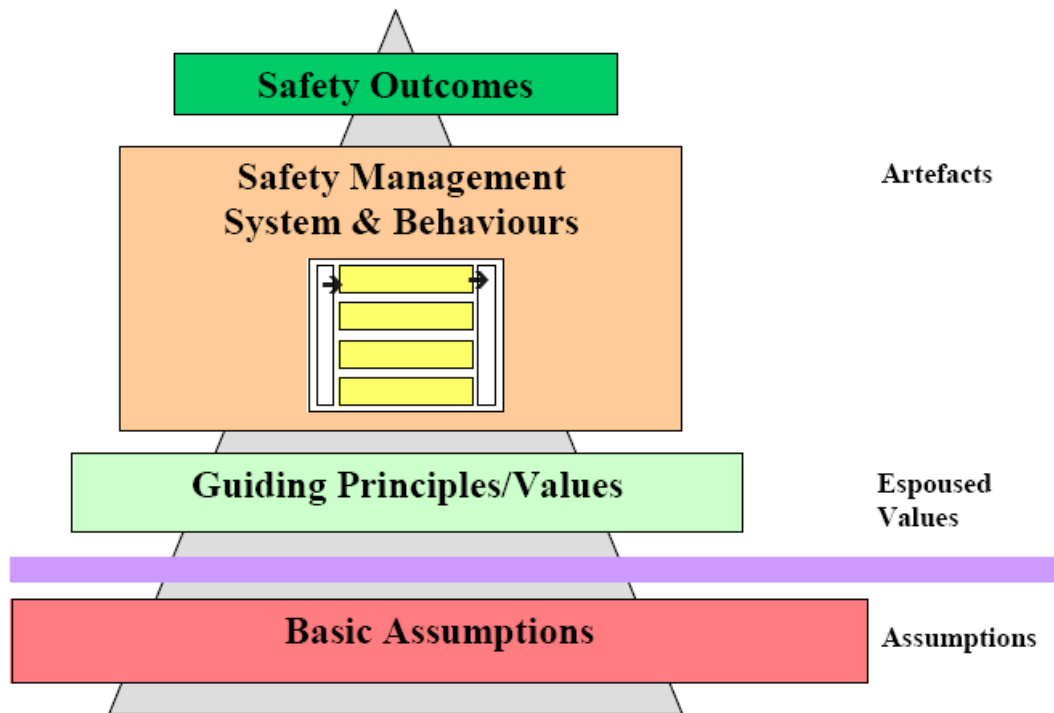 Safety Outcomes
Safety Management
System & Behaviours
Artefacts
Guiding Principles/Values
Espoused
Values
Basic Assumptions
Assumptions